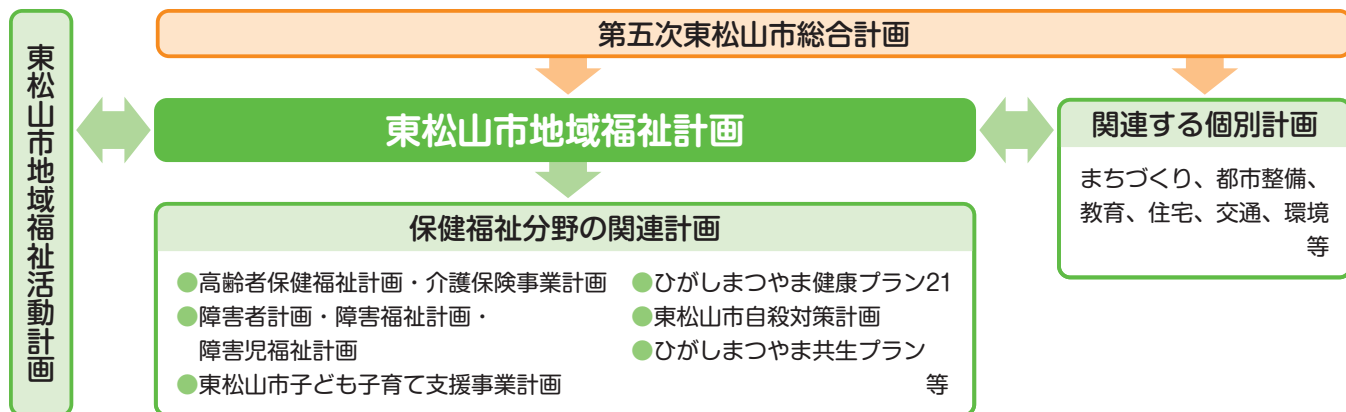 東松山市地域福祉活動計画
第五次東松山市総合計画
東松山市地域福祉計画
関連する個別計画
まちづくり、都市整備、
教育、住宅、交通、環境
等
保健福祉分野の関連計画
●高齢者保健福祉計画・介護保険事業計画
●障害者計画・障害福祉計画・
障害児福祉計画
●東松山市子ども子育て支援事業計画
●ひがしまつやま健康プラン21
●東松山市自殺対策計画
●ひがしまつやま共生プラン
等